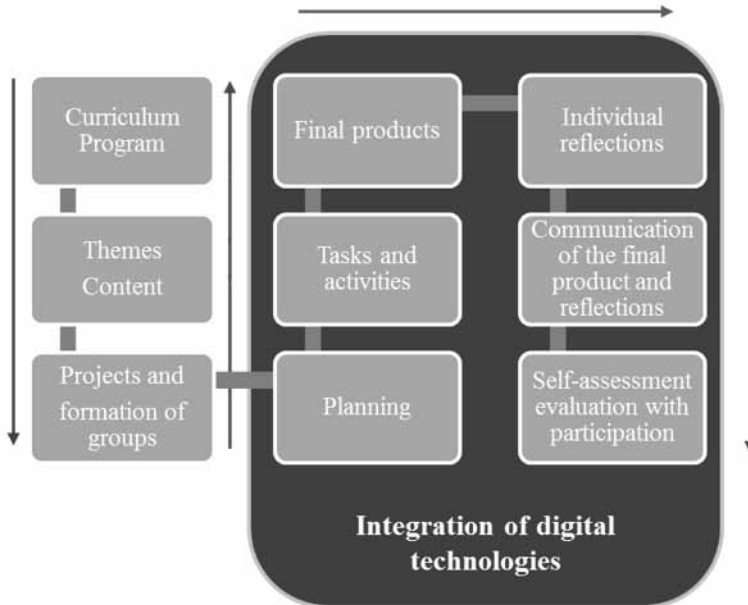 Curriculum
Program
Themes
Content
Projects and
formation of
groups
Planning
Tasks and
activities
Final products
Individual
reflections
Communication
of the final
product and
reflections
Self-assessment
evaluation with
participation
Integration of digital
technologies